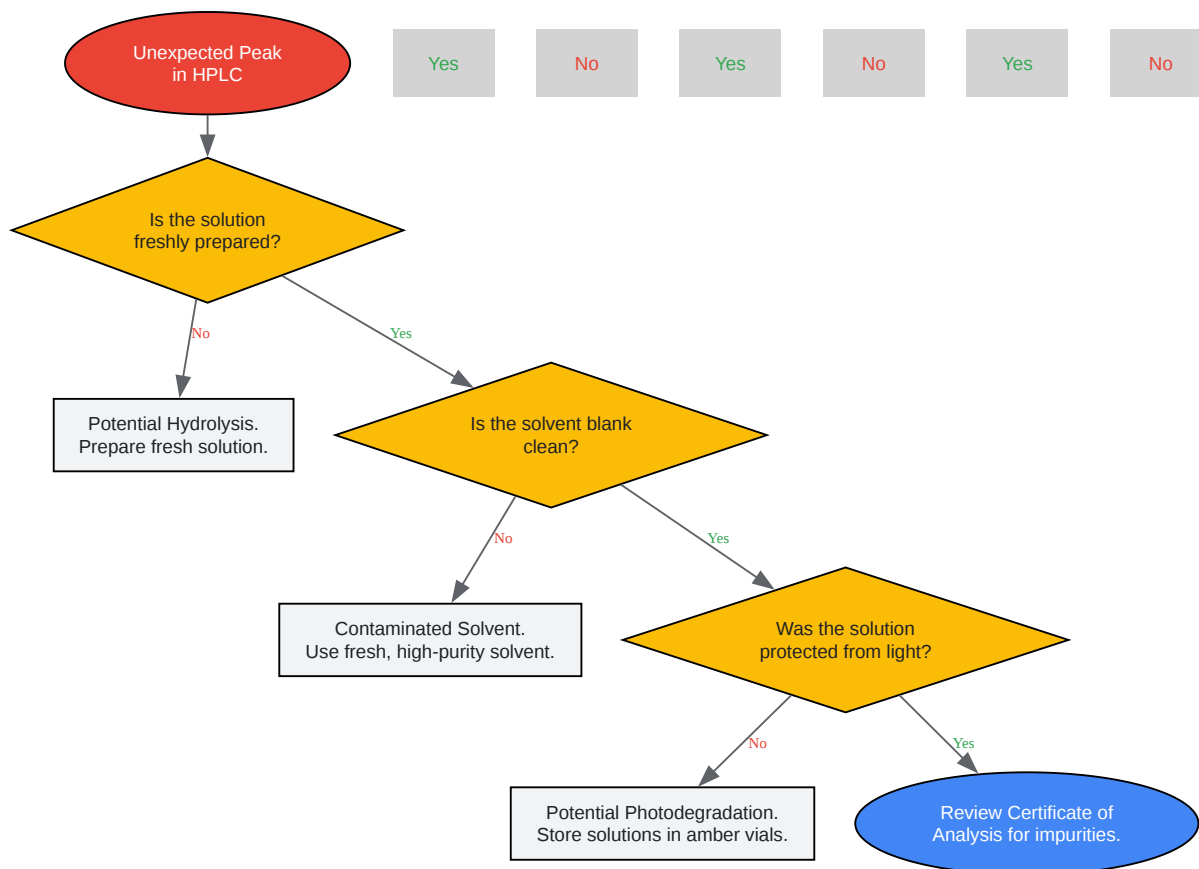 Unexpected Peak
in HPLC
Yes
No
Yes
No
Yes
No
Is the solution
freshly prepared?
No
Yes
Potential Hydrolysis.
Prepare fresh solution.
Is the solvent blank
clean?
No
Yes
Contaminated Solvent.
Use fresh, high-purity solvent.
Was the solution
protected from light?
No
Yes
Potential Photodegradation.
Store solutions in amber vials.
Review Certificate of
Analysis for impurities.